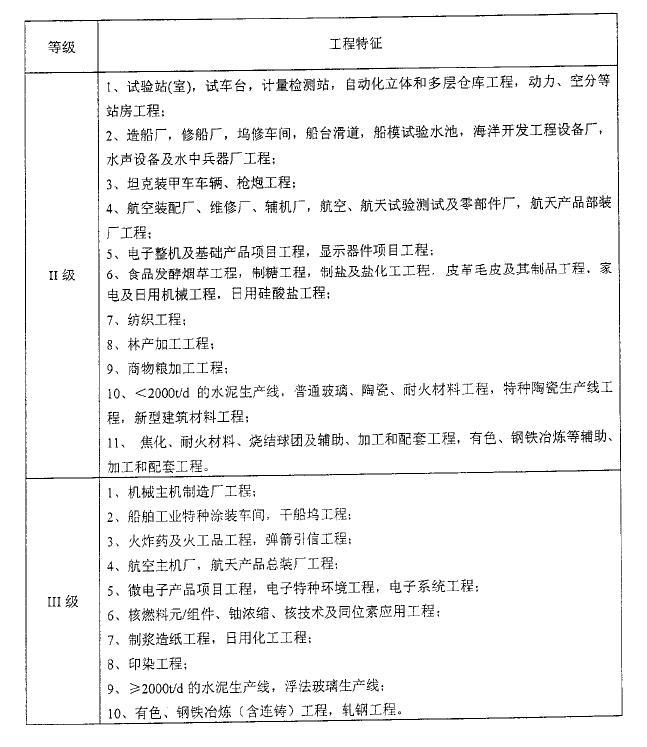 等级
工程特征
II 级
1、试验站(室)，试车台，计量检测站，自动化立体和多层仓库工程，动力、空分等
站房工程；
2、造船厂，修船厂，坞修车间，船台滑道，船模试验水池，海洋开发工程设备厂，
水声设备及水中兵器厂工程；
3、坦克装甲车车辆、枪炮工程；
4、航空装配厂、维修厂、辅机厂，航空、航天试验测试及零部件厂，航天产品部装
厂工程；
5、电子整机及基础产品项目工程，显示器件项目工程；
6、食品发酵烟草工程，制糖工程，制盐及盐化工工程，皮革毛皮及其制品工程，家
电及日用机械工程，日用硅酸盐工程；
7、纺织工程；
8、林产加工工程；
9、商物粮加工工程；
10、＜2000t/d 的水泥生产线，普通玻璃、陶瓷、耐火材料工程，特种陶瓷生产线工
程，新型建筑材料工程；
11、 焦化、耐火材料、烧结球团及辅助、加工和配套工程，有色、钢铁冶炼等辅助、
加工和配套工程。
III 级
1、机械主机制造厂工程；
2、船舶工业特种涂装车间，干船坞工程；
3、火炸药及火工品工程，弹箭引信工程；
4、航空主机厂，航天产品总装厂工程；
5、微电子产品项目工程，电子特种环境工程，电子系统工程；
6、核燃料元/组件、铀浓缩、核技术及同位素应用工程；
7、制浆造纸工程，日用化工工程；
8、印染工程；
9、≥2000t/d 的水泥生产线，浮法玻璃生产线；
10、有色、钢铁冶炼（含连铸）工程，轧钢工程。